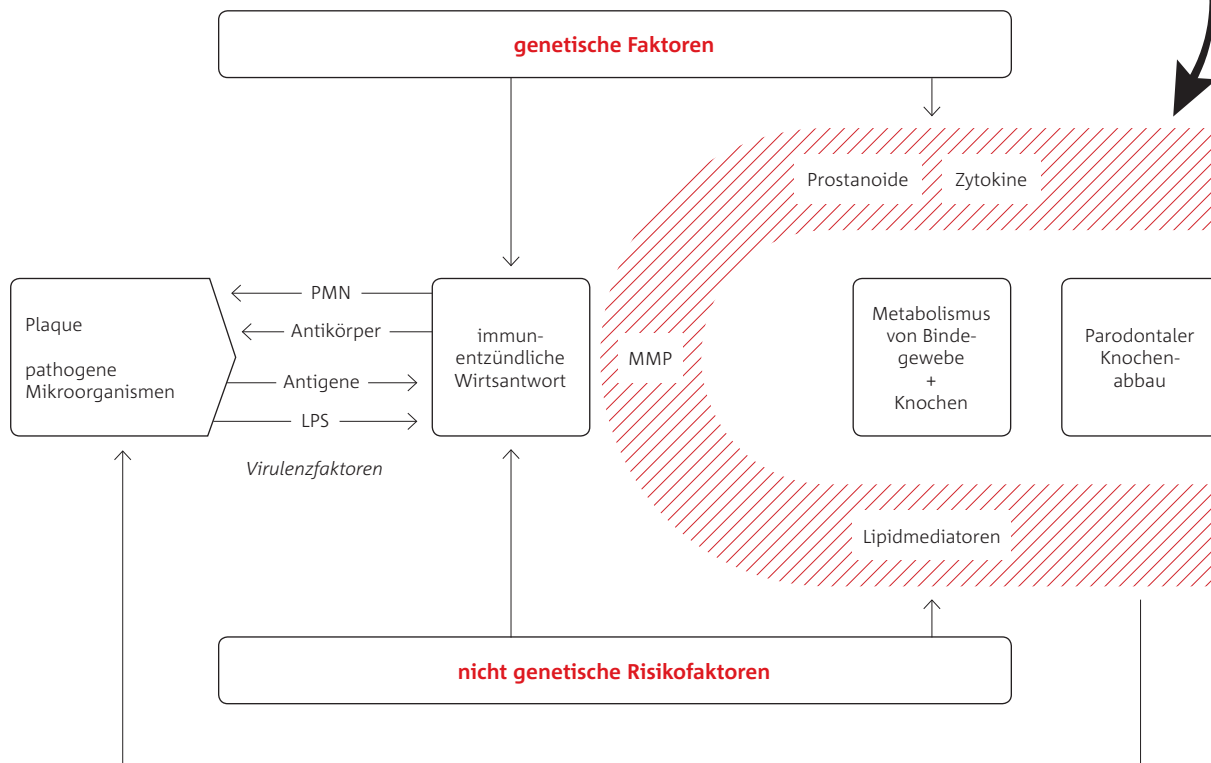 genetische Faktoren
Prostanoide
Zytokine
Plaque
pathogene
Mikroorganismen
PMN
Antikörper
Antigene
LPS
Virulenzfaktoren
immun-
entzündliche
Wirtsantwort
MMP
Metabolismus
von Binde-
gewebe
+
Knochen
Parodontaler
Knochen-
abbau
Lipidmediatoren
nicht genetische Risikofaktoren